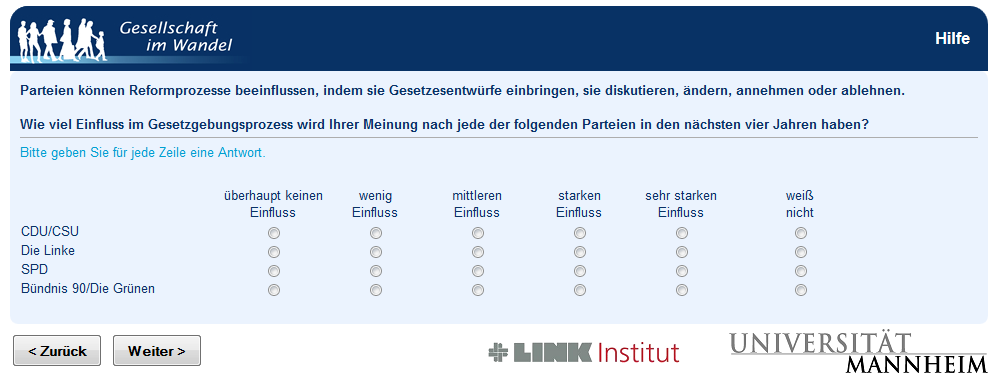 Gesellschaft
im Wandel
Hilfe
Parteien können Reformprozesse beeinflussen, indem sie Gesetzesentwürfe einbringen, sie diskutieren, ändern, annehmen oder ablehnen.
Wie viel Einfluss im Gesetzgebungsprozess wird Ihrer Meinung nach jede der folgenden Parteien in den nächsten vier Jahren haben?
Bitte geben Sie für jede Zeile eine Antwort.
überhaupt keinen wenig mittleren starken sehr starken weiß
Einfluss Einfluss Einfluss Einfluss Einfluss nicht
CDU/CSU
Die Linke
SPD
Bündnis 90/Die Grünen
< Zurück Weiter >
LINK Institut
UNIVERSITÄT
MANNHEIM